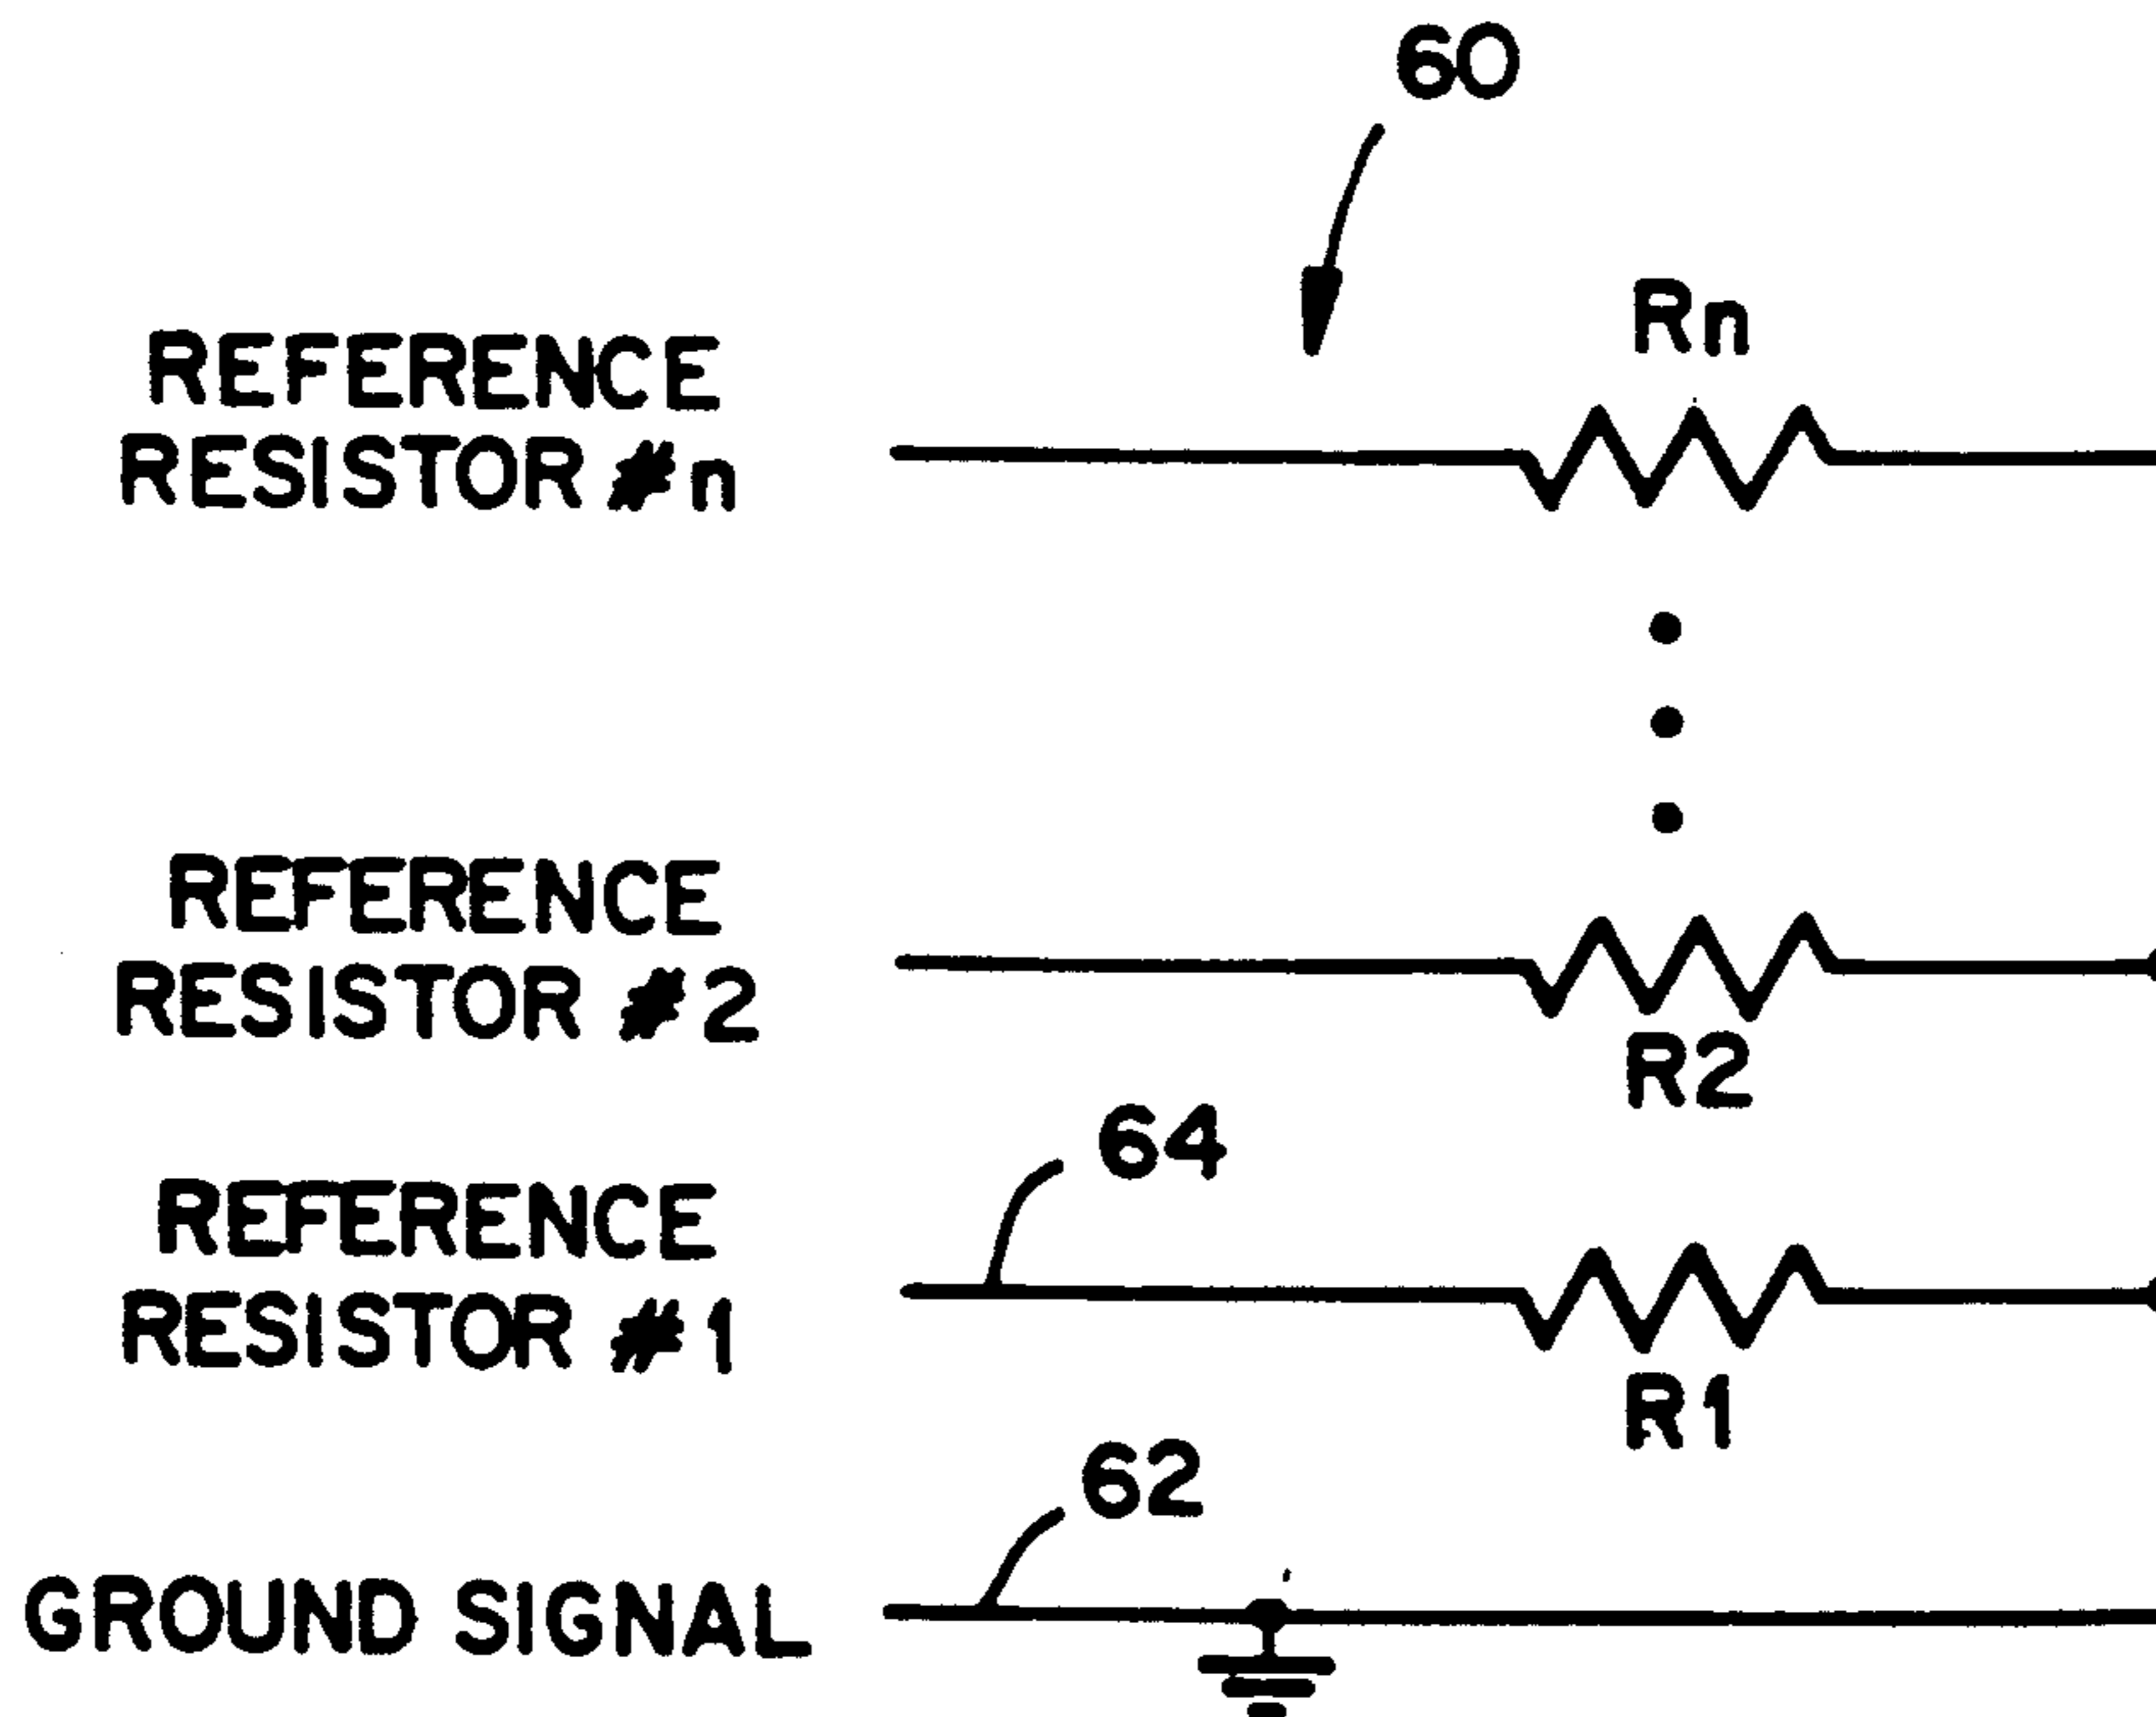 60
Rn
REFERENCE
RESISTOR #n
REFERENCE
RESISTOR #2
R2
64
REFERENCE
RESISTOR #1
R1
62
GROUND SIGNAL